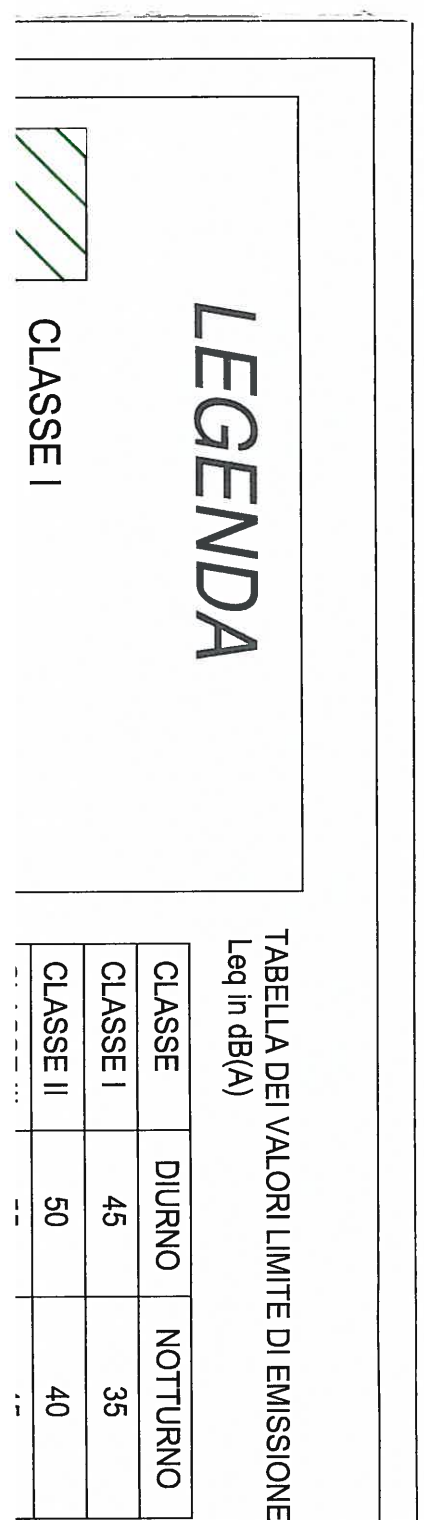 LEGENDA
CLASSE I
TABELLA DEI VALORI LIMITE DI EMISSIONE
Leq in dB(A)
CLASSE DIURNO NOTTURNO
CLASSE I 45 35
CLASSE II 50 40